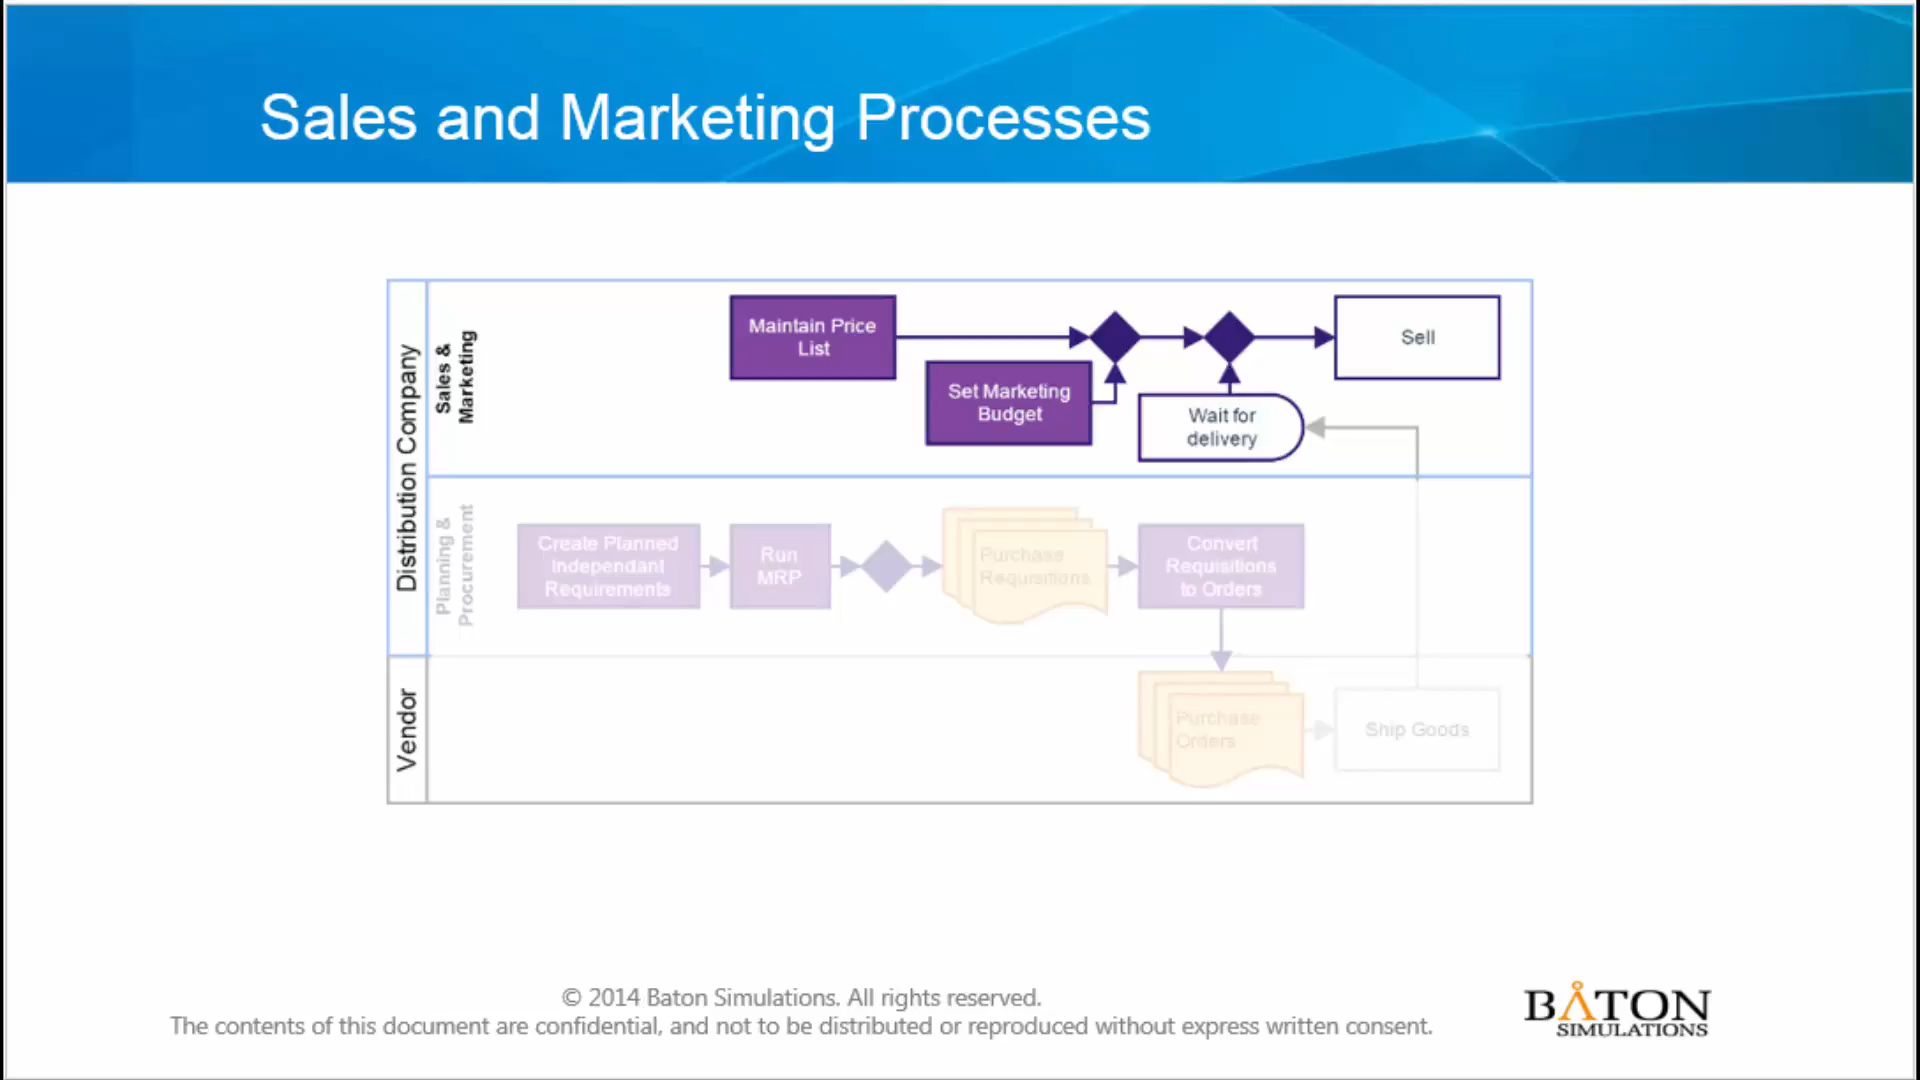 Sales and Marketing Processes
Distribution Company
Sales &
Marketing
Maintain Price
List
Set Marketing
Budget
Wait for
delivery
Sell
Planning &
Procurement
Create Planned
Independant
Requirements
Run
MRP
Purchase
Requisitions
Convert
Requisitions
to Orders
Vendor
Purchase
Orders
Ship Goods
© 2014 Baton Simulations. All rights reserved.
The contents of this document are confidential, and not to be distributed or reproduced without express written consent.
BATON
SIMULATIONS